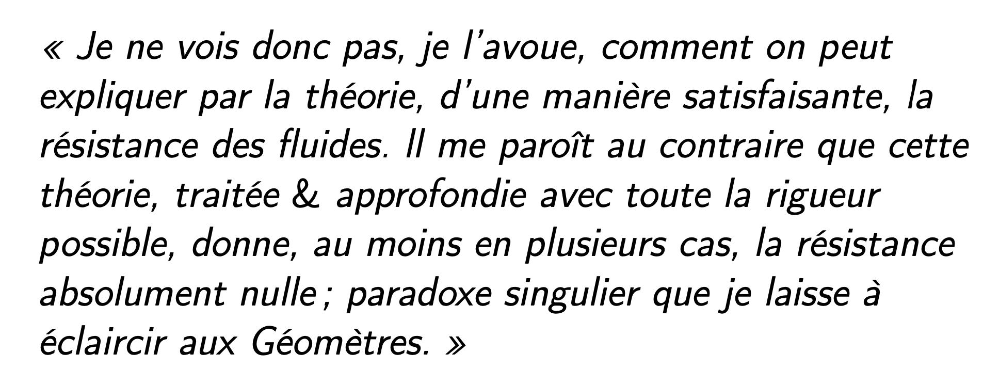 « Je ne vois donc pas, je l'avoue, comment on peut
expliquer par la théorie, d'une manière satisfaisante, la
résistance des fluides. Il me paroît au contraire que cette
théorie, traitée & approfondie avec toute la rigueur
possible, donne, au moins en plusieurs cas, la résistance
absolument nulle ; paradoxe singulier que je laisse à
éclaircir aux Géomètres. »